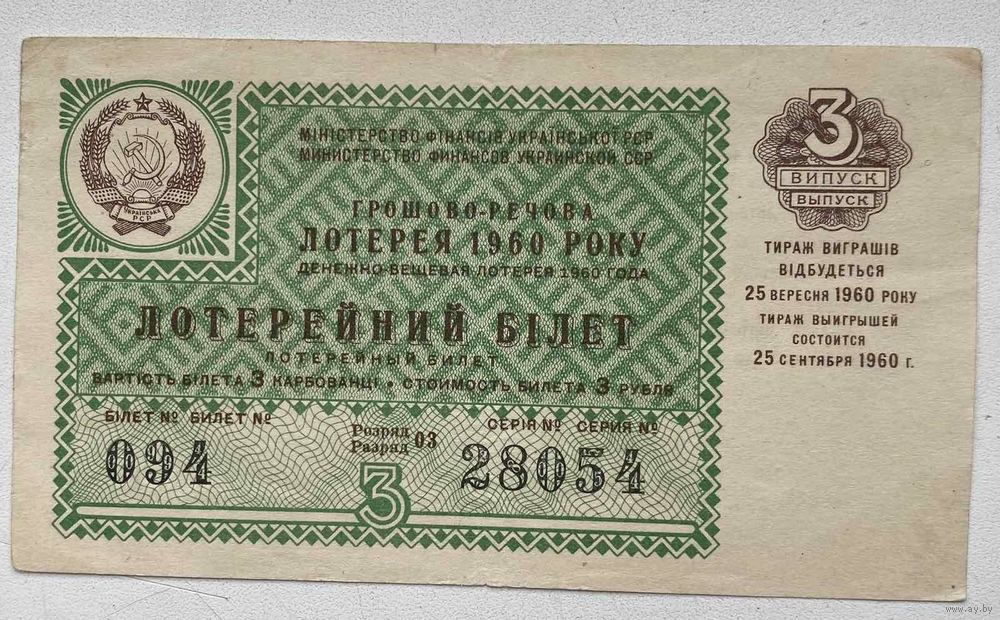 УКРАЇНСЬКА
РСР
МІНІСТЕРСТВО ФІНАНСІВ УКРАЇНСЬКОЇ РСР
МИНИСТЕРСТВО ФИНАНСОВ УКРАИНСКОЙ ССР
ГРОШОВО-РЕЧОВА
ЛОТЕРЕЯ 1960 РОКУ
ДЕНЕЖНО-ВЕЩЕВАЯ ЛОТЕРЕЯ 1960 ГОДА
ЛОТЕРЕЙНИЙ БІЛЕТ
ЛОТЕРЕЙНЫЙ БИЛЕТ
ВАРТІСТЬ БІЛЕТА 3 КАРБОВАНЦІ • СТОИМОСТЬ БИЛЕТА 3 РУБЛЯ
БІЛЕТ № БИЛЕТ №
094
Розряд
Разряд 03
СЕРІЯ № СЕРИЯ №
28054
3
3
ВИПУСК
ВЫПУСК
ТИРАЖ ВИГРАШІВ
ВІДБУДЕТЬСЯ
25 ВЕРЕСНЯ 1960 РОКУ
ТИРАЖ ВЫИГРЫШЕЙ
СОСТОИТСЯ
25 СЕНТЯБРЯ 1960 г.
www.ay.by